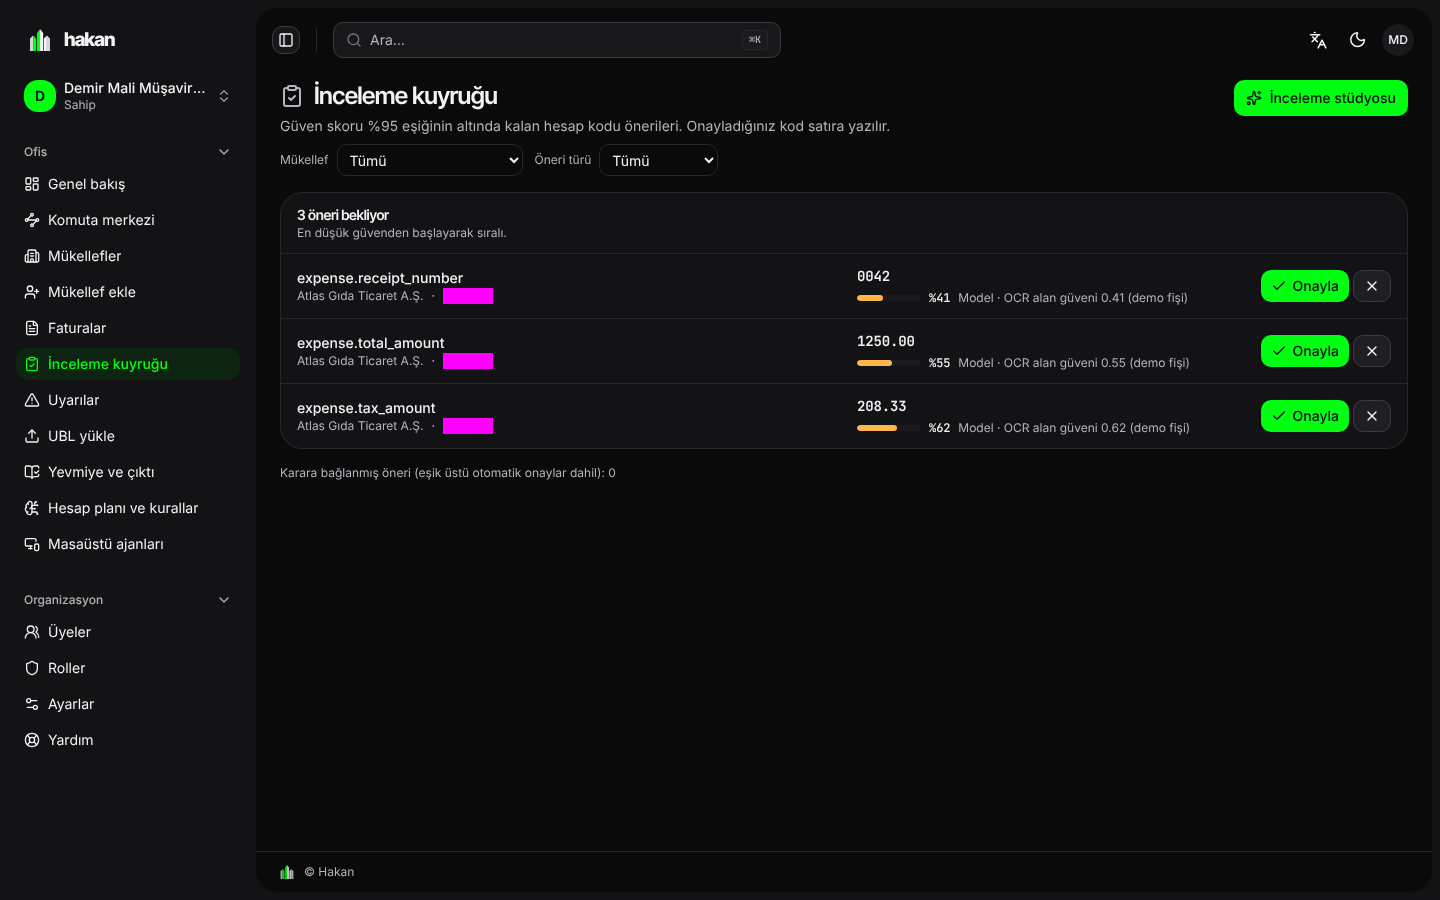 hakan
Ara...
⌘K
MD
D
Demir Mali Müşavir...
Sahip
Ofis
Genel bakış
Komuta merkezi
Mükellefler
Mükellef ekle
Faturalar
İnceleme kuyruğu
Uyarılar
UBL yükle
Yevmiye ve çıktı
Hesap planı ve kurallar
Masaüstü ajanları
Organizasyon
Üyeler
Roller
Ayarlar
Yardım
İnceleme kuyruğu
İnceleme stüdyosu
Güven skoru %95 eşiğinin altında kalan hesap kodu önerileri. Onayladığınız kod satıra yazılır.
Mükellef Tümü Öneri türü Tümü
3 öneri bekliyor
En düşük güvenden başlayarak sıralı.
expense.receipt_number
Atlas Gıda Ticaret A.Ş. ·
0042
%41 Model · OCR alan güveni 0.41 (demo fişi)
Onayla
expense.total_amount
Atlas Gıda Ticaret A.Ş. ·
1250.00
%55 Model · OCR alan güveni 0.55 (demo fişi)
Onayla
expense.tax_amount
Atlas Gıda Ticaret A.Ş. ·
208.33
%62 Model · OCR alan güveni 0.62 (demo fişi)
Onayla
Karara bağlanmış öneri (eşik üstü otomatik onaylar dahil): 0
© Hakan